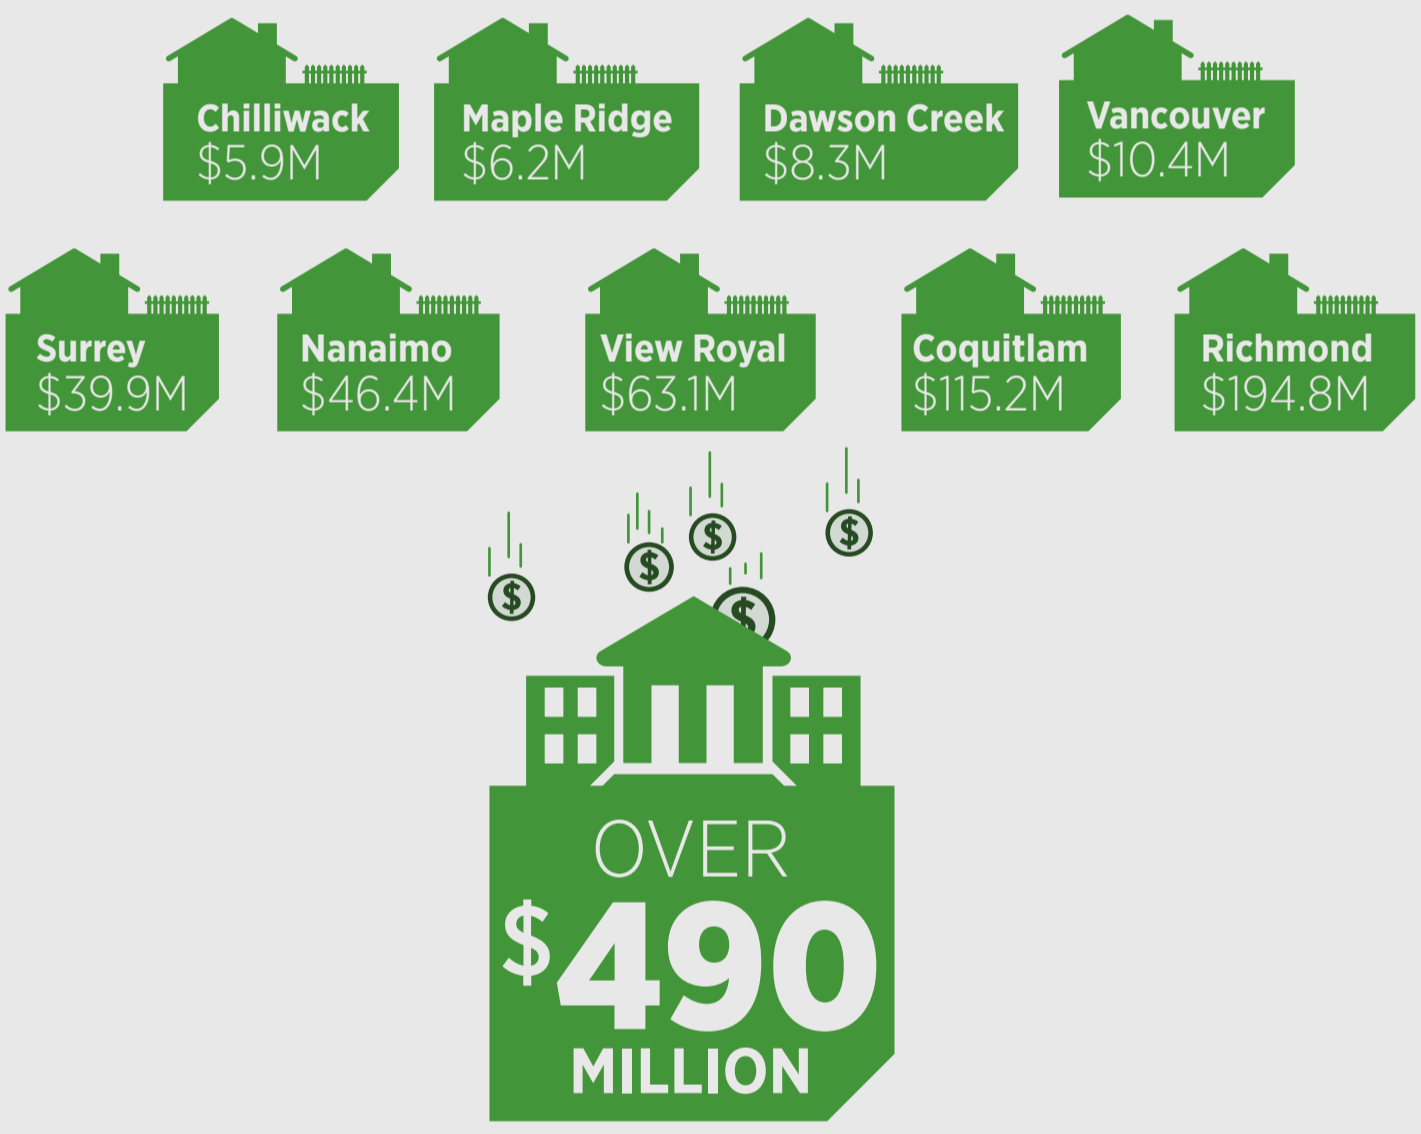 Chilliwack
$5.9M
Maple Ridge
$6.2M
Dawson Creek
$8.3M
Vancouver
$10.4M
Surrey
$39.9M
Nanaimo
$46.4M
View Royal
$63.1M
Coquitlam
$115.2M
Richmond
$194.8M
$
$
$
$
$
OVER
$490
MILLION